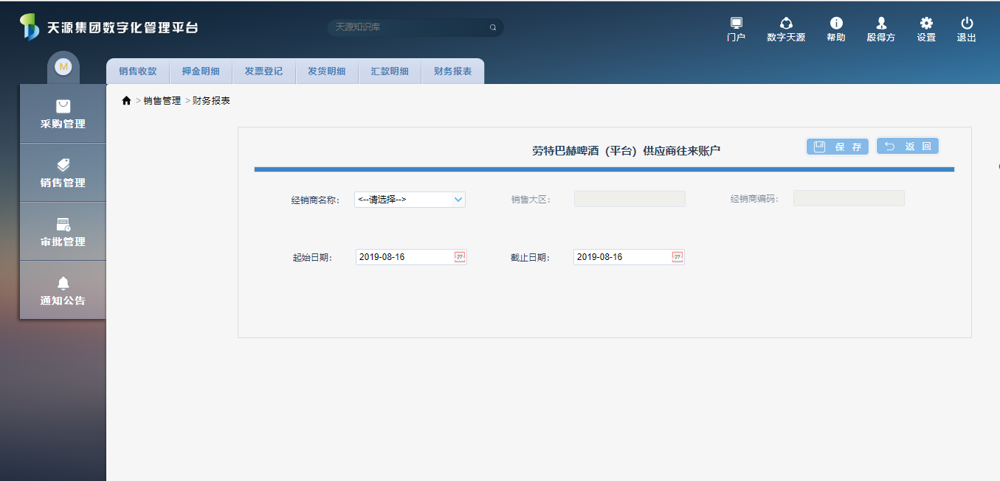 天源集团数字化管理平台
天源知识库
门户 数字天源 帮助 殷得方 设置 退出
M
销售收款 押金明细 发票登记 发货明细 汇款明细 财务报表
> 销售管理 > 财务报表
采购管理
销售管理
审批管理
通知公告
劳特巴赫啤酒（平台）供应商往来账户
保 存
返 回
经销商名称： <--请选择--> 销售大区： 经销商编码：
起始日期： 2019-08-16 27 截止日期： 2019-08-16 27